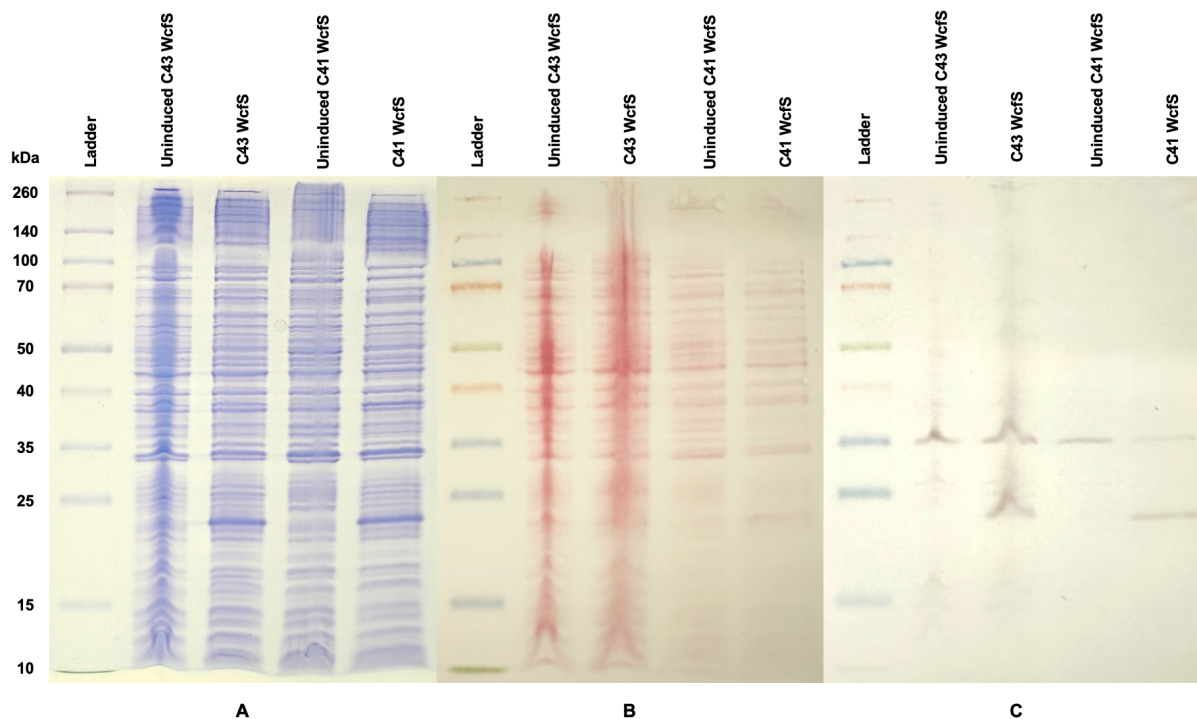 Ladder
Uninduced C43 WcfS
C43 WcfS
Uninduced C41 WcfS
C41 WcfS
Ladder
Uninduced C43 WcfS
C43 WcfS
Uninduced C41 WcfS
C41 WcfS
Ladder
Uninduced C43 WcfS
C43 WcfS
Uninduced C41 WcfS
C41 WcfS
kDa
260
140
100
70
50
40
35
25
15
10
A
B
C